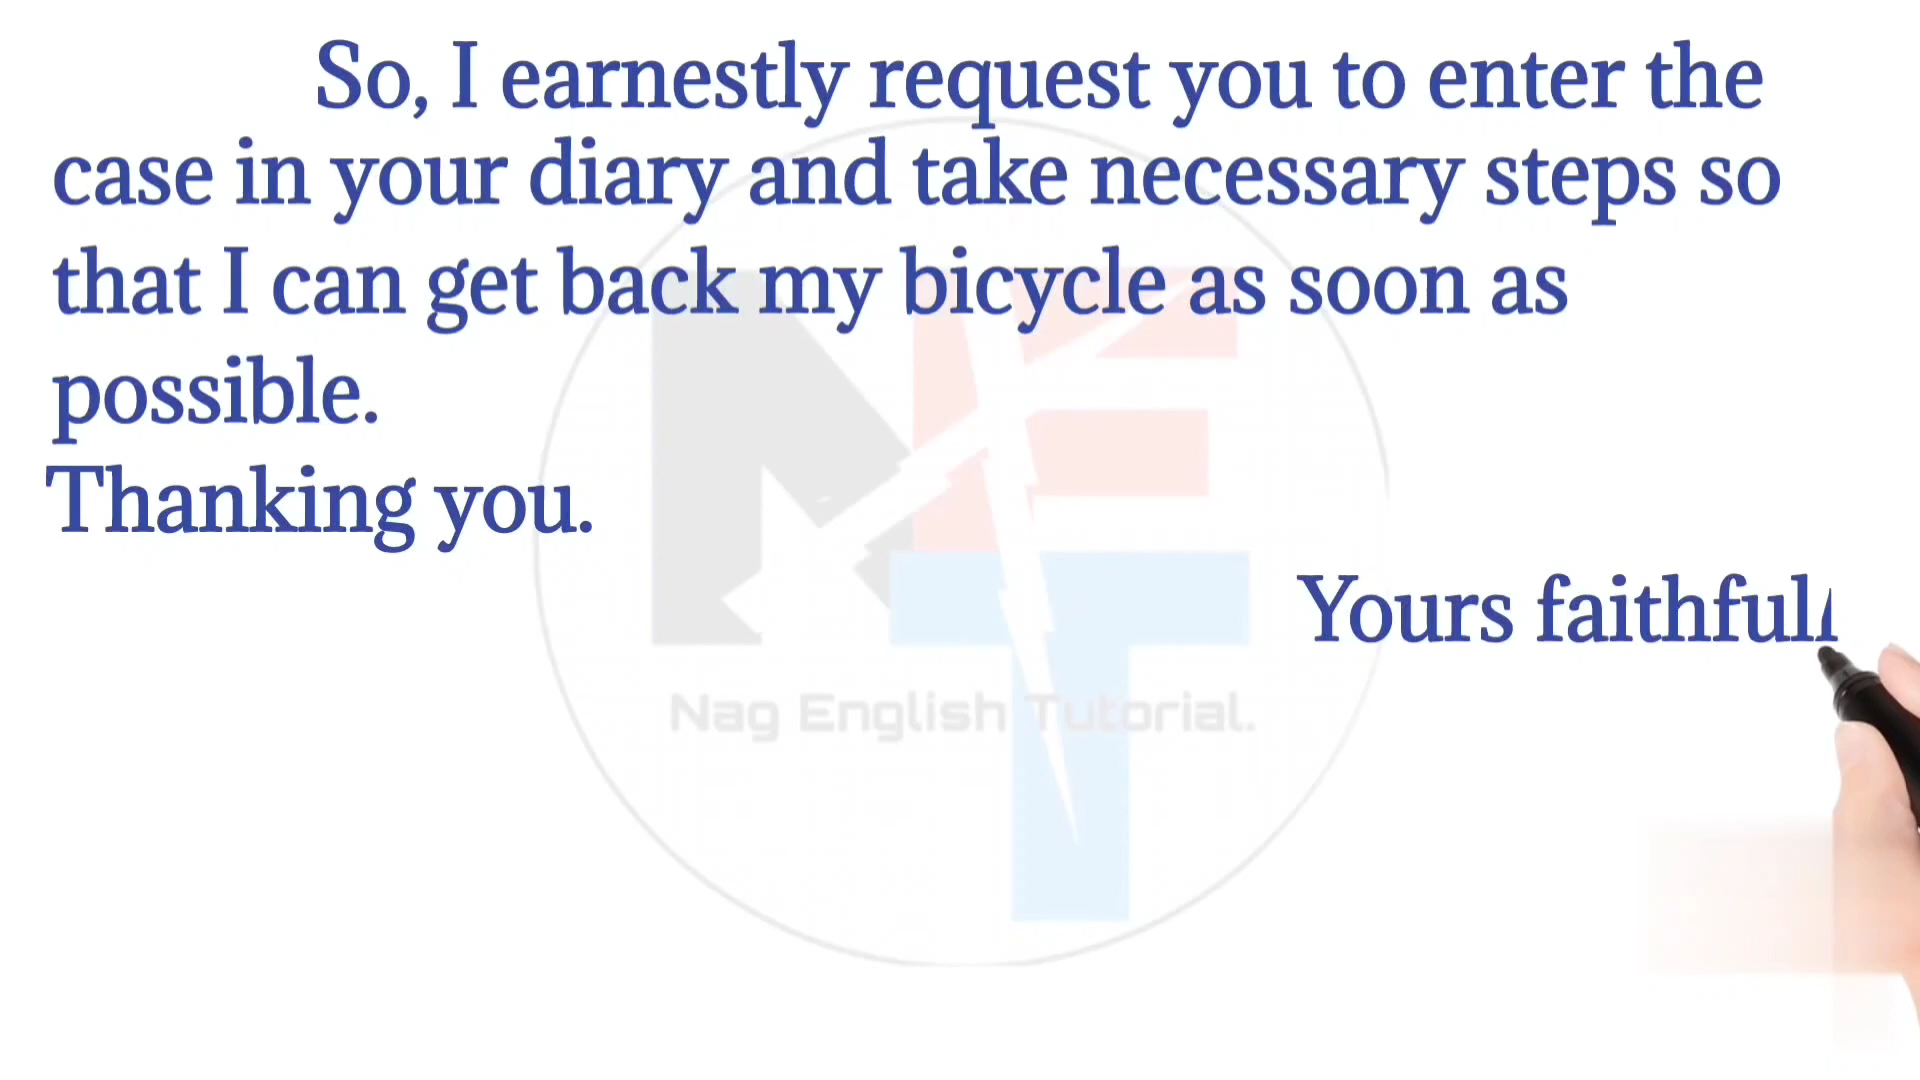 So, I earnestly request you to enter the
case in your diary and take necessary steps so
that I can get back my bicycle as soon as
possible.
Thanking you.
Yours faithfull
Nag English Tutorial.